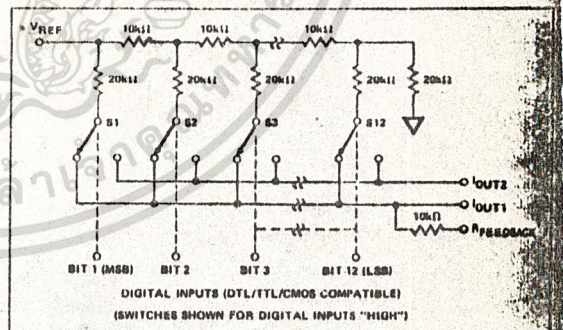 VREF
10kΩ 10kΩ 10kΩ
20kΩ 20kΩ 20kΩ 20kΩ 20kΩ
S1 S2 S3 S12
IOUT2
IOUT1
10kΩ
RFEEDBACK
BIT 1 (MSB) BIT 2 BIT 3 BIT 12 (LSB)
DIGITAL INPUTS (DTL/TTL/CMOS COMPATIBLE)
(SWITCHES SHOWN FOR DIGITAL INPUTS "HIGH")